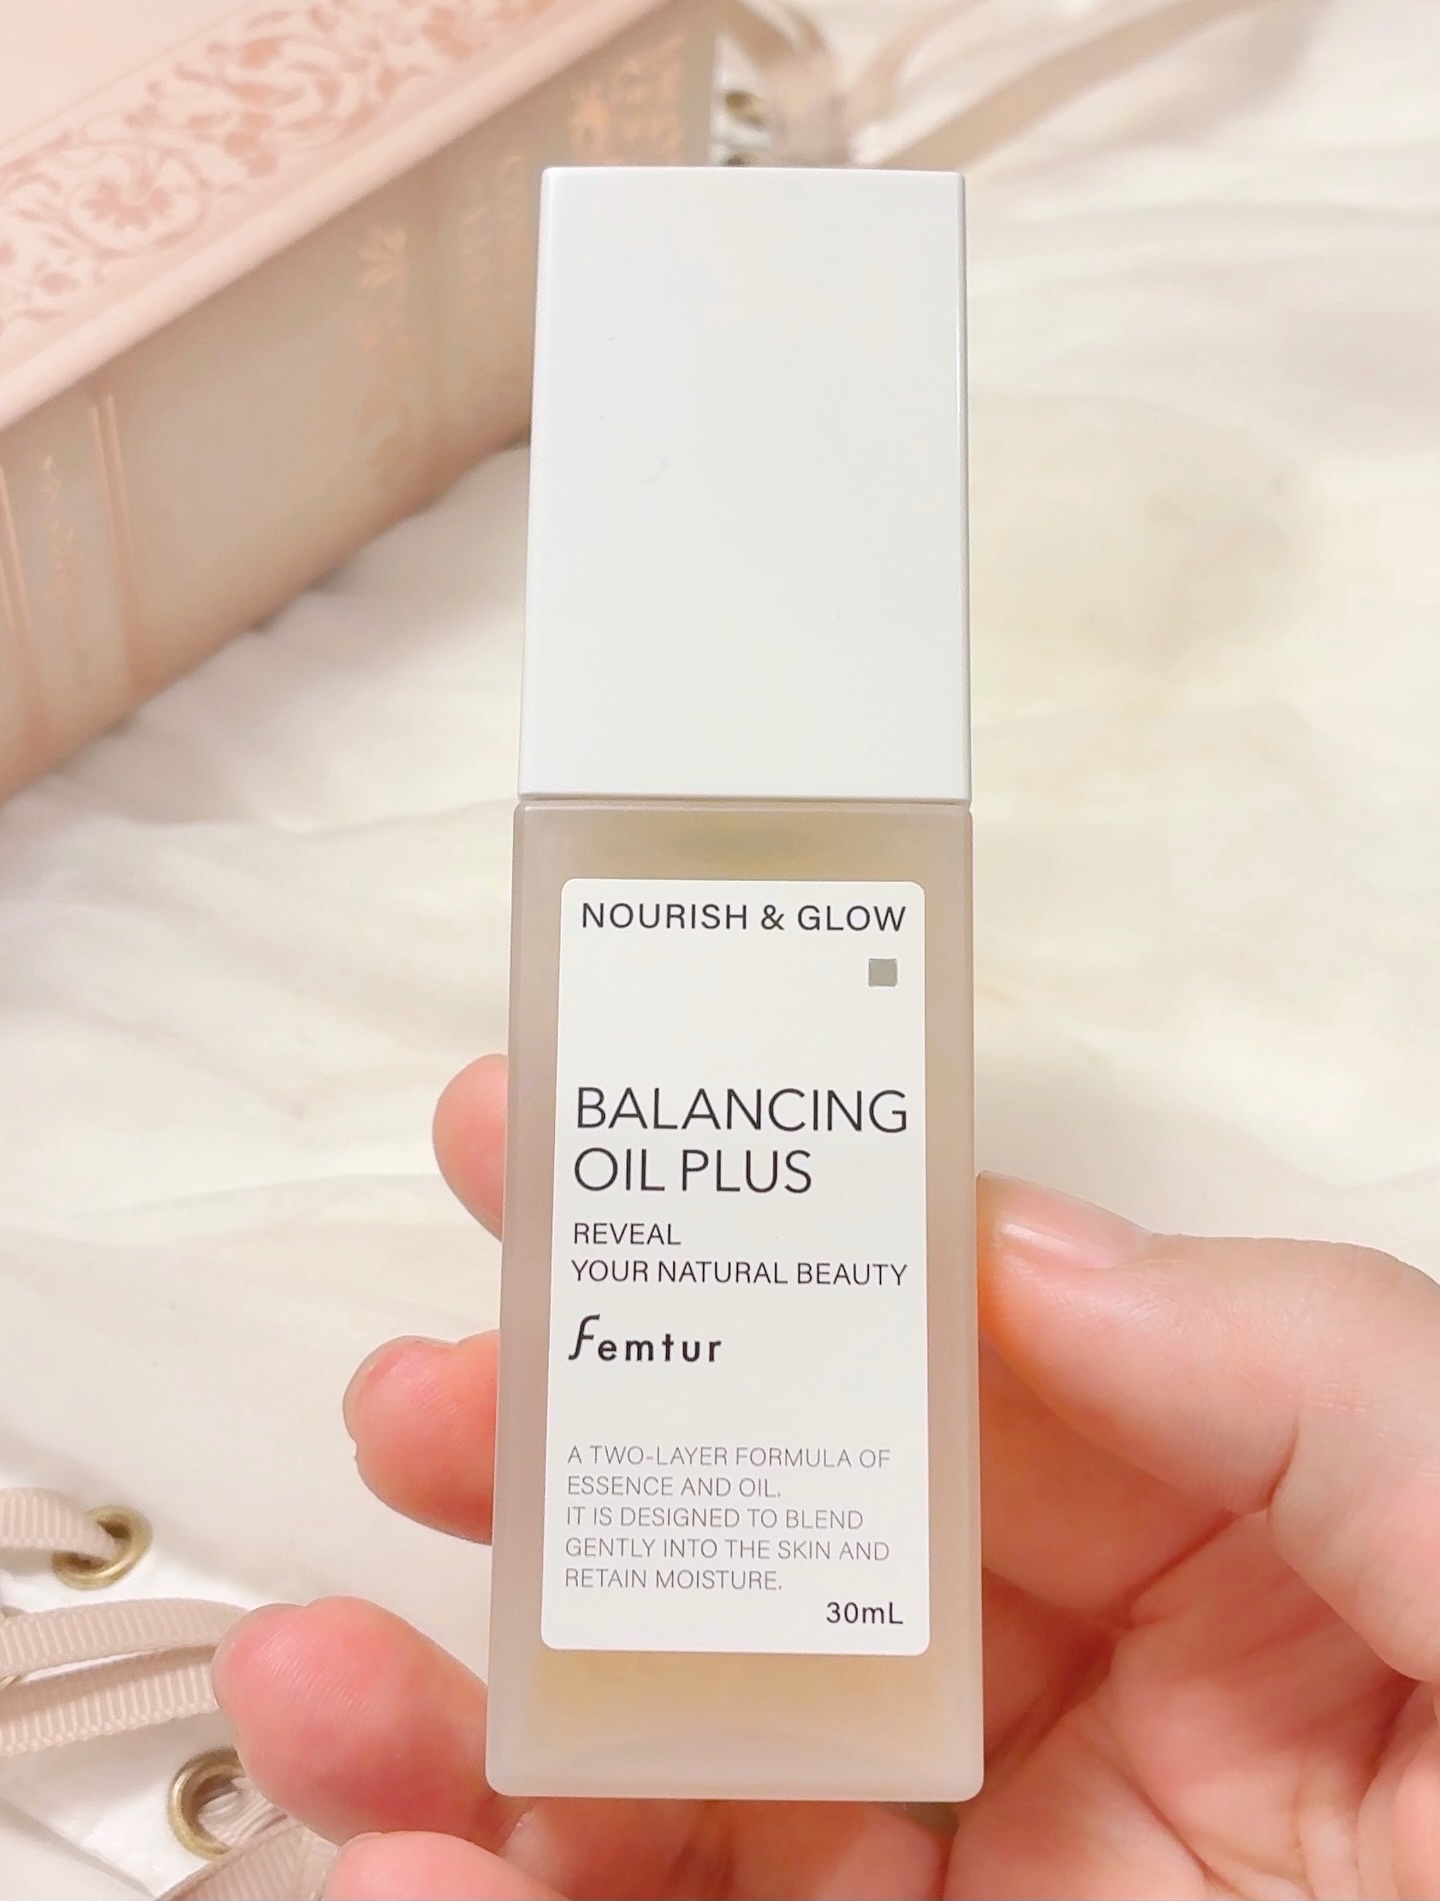 NOURISH & GLOW
BALANCING
OIL PLUS
REVEAL
YOUR NATURAL BEAUTY
femtur
A TWO-LAYER FORMULA OF
ESSENCE AND OIL.
IT IS DESIGNED TO BLEND
GENTLY INTO THE SKIN AND
RETAIN MOISTURE.
30mL